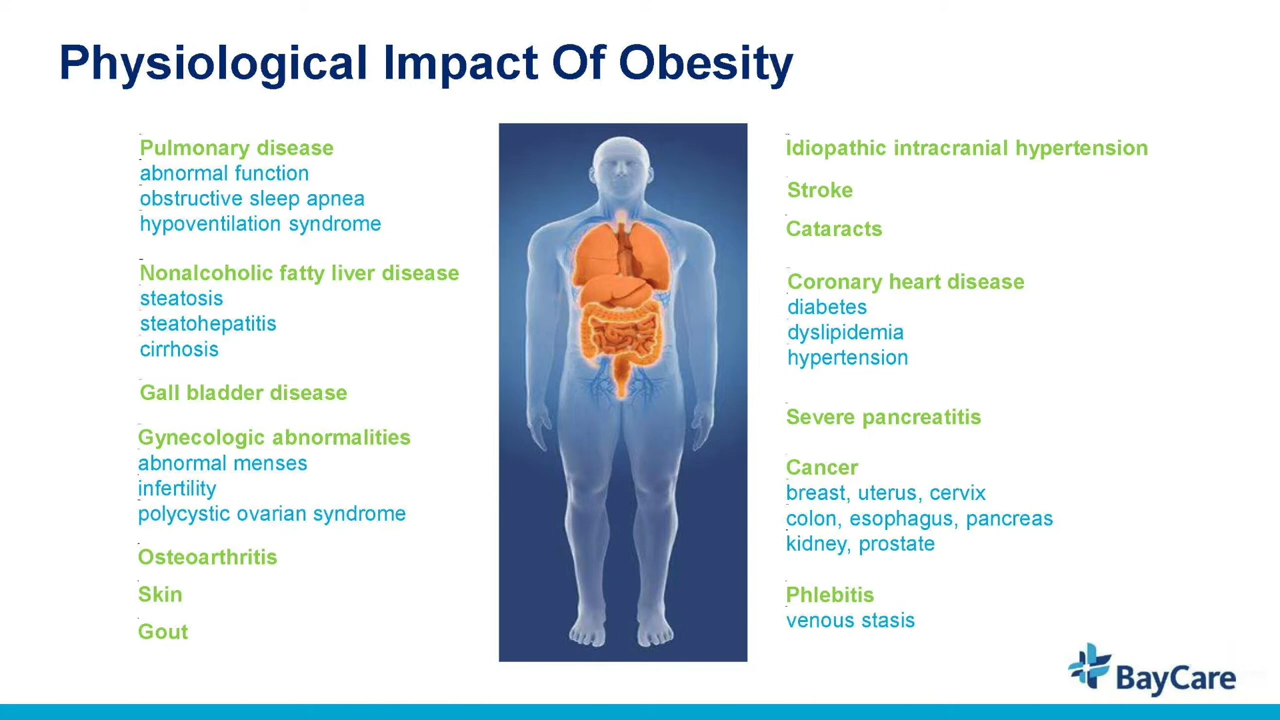 Physiological Impact Of Obesity
Pulmonary disease
abnormal function
obstructive sleep apnea
hypoventilation syndrome
Nonalcoholic fatty liver disease
steatosis
steatohepatitis
cirrhosis
Gall bladder disease
Gynecologic abnormalities
abnormal menses
infertility
polycystic ovarian syndrome
Osteoarthritis
Skin
Gout
Idiopathic intracranial hypertension
Stroke
Cataracts
Coronary heart disease
diabetes
dyslipidemia
hypertension
Severe pancreatitis
Cancer
breast, uterus, cervix
colon, esophagus, pancreas
kidney, prostate
Phlebitis
venous stasis
BayCare